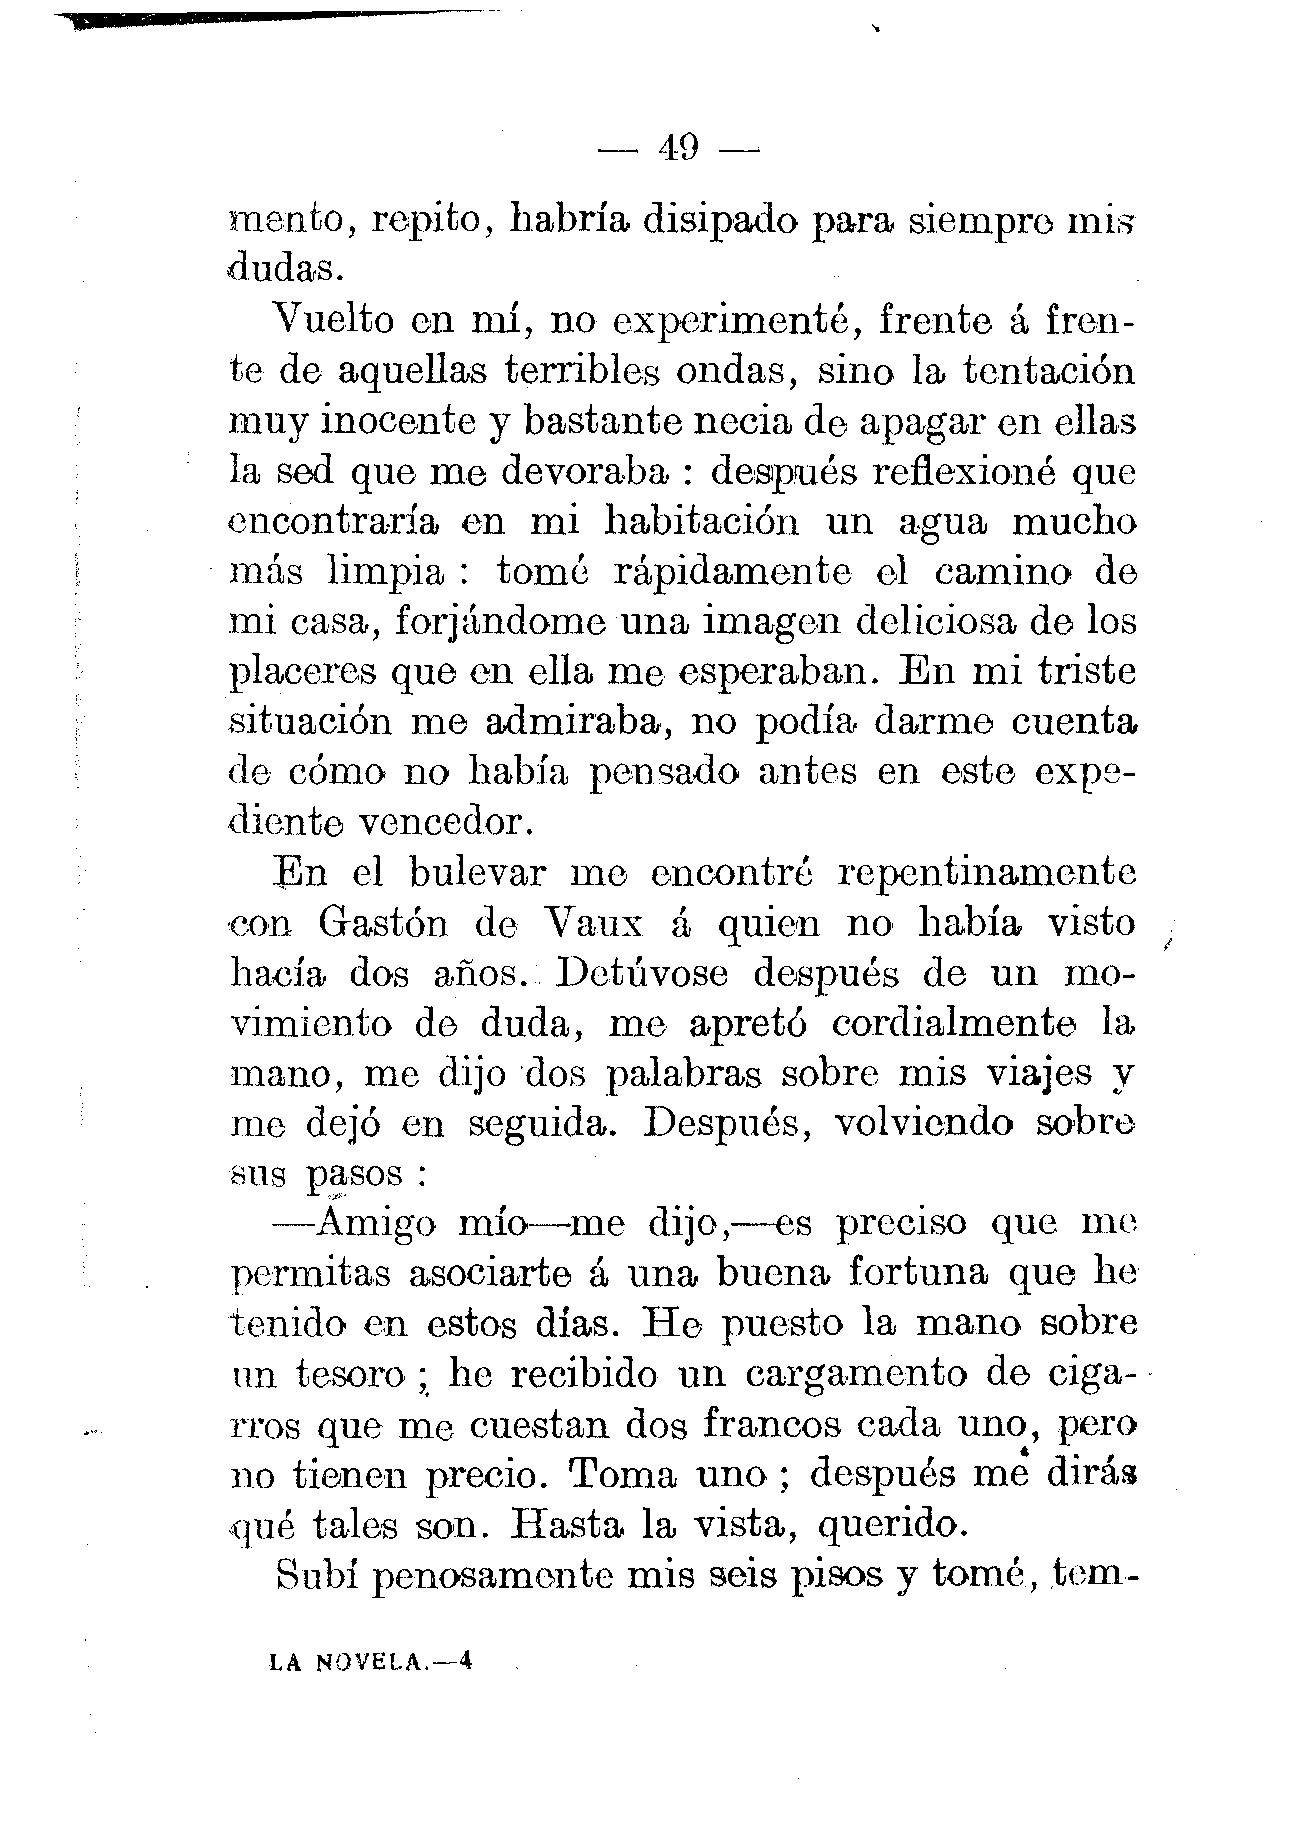 — 49 —
mento, repito, habría disipado para siempre mis
dudas.
Vuelto en mí, no experimenté, frente á fren-
te de aquellas terribles ondas, sino la tentación
muy inocente y bastante necia de apagar en ellas
la sed que me devoraba : después reflexioné que
encontraría en mi habitación un agua mucho
más limpia : tomé rápidamente el camino de
mi casa, forjándome una imagen deliciosa de los
placeres que en ella me esperaban. En mi triste
situación me admiraba, no podía darme cuenta
de cómo no había pensado antes en este expe-
diente vencedor.
En el bulevar me encontré repentinamente
con Gastón de Vaux á quien no había visto
hacía dos años. Detúvose después de un mo-
vimiento de duda, me apretó cordialmente la
mano, me dijo dos palabras sobre mis viajes y
me dejó en seguida. Después, volviendo sobre
sus pasos :
—Amigo mío—me dijo,—es preciso que me
permitas asociarte á una buena fortuna que he
tenido en estos días. He puesto la mano sobre
un tesoro ; he recibido un cargamento de ciga-
rros que me cuestan dos francos cada uno, pero
no tienen precio. Toma uno ; después me dirás
qué tales son. Hasta la vista, querido.
Subí penosamente mis seis pisos y tomé, tem-
LA NOVELA.—4